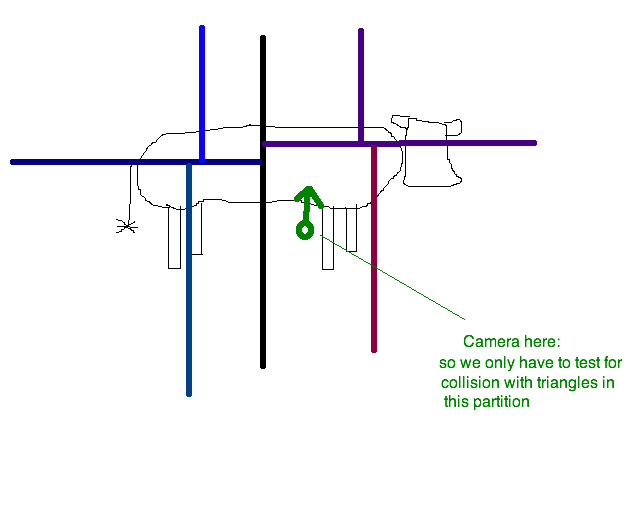 Camera here:
so we only have to test for
collision with triangles in
this partition